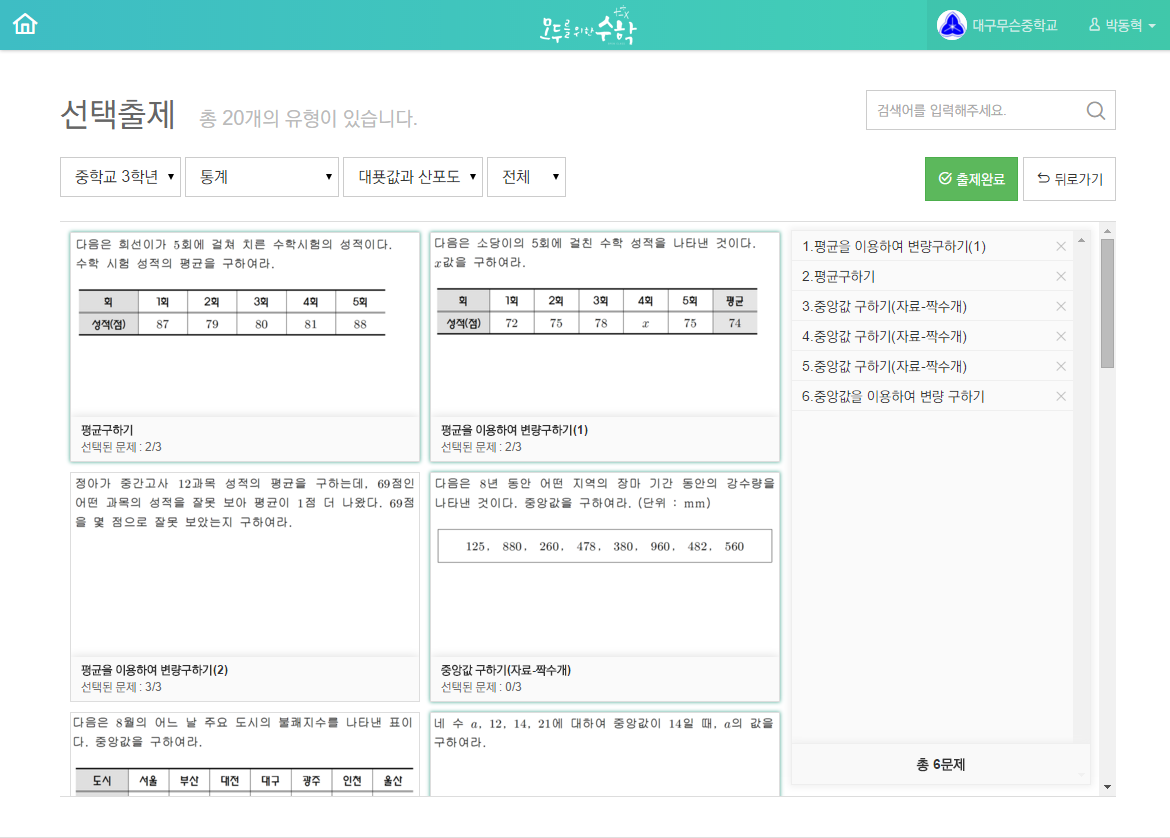 모두를위한 수학
대구무슨중학교
박동혁
선택출제 총 20개의 유형이 있습니다.
검색어를 입력해주세요.
중학교 3학년
통계
대푯값과 산포도
전체
출제완료
뒤로가기
다음은 희선이가 5회에 걸쳐 치른 수학시험의 성적이다.
수학 시험 성적의 평균을 구하여라.
회 1회 2회 3회 4회 5회
성적(점) 87 79 80 81 88
평균구하기
선택된 문제 : 2/3
다음은 소당이의 5회에 걸친 수학 성적을 나타낸 것이다.
x값을 구하여라.
회 1회 2회 3회 4회 5회 평균
성적(점) 72 75 78 x 75 74
평균을 이용하여 변량구하기(1)
선택된 문제 : 2/3
정아가 중간고사 12과목 성적의 평균을 구하는데, 69점인
어떤 과목의 성적을 잘못 보아 평균이 1점 더 나왔다. 69점
을 몇 점으로 잘못 보았는지 구하여라.
평균을 이용하여 변량구하기(2)
선택된 문제 : 3/3
다음은 8년 동안 어떤 지역의 장마 기간 동안의 강수량을
나타낸 것이다. 중앙값을 구하여라. (단위 : mm)
125, 880, 260, 478, 380, 960, 482, 560
중앙값 구하기(자료-짝수개)
선택된 문제 : 0/3
다음은 8월의 어느 날 주요 도시의 불쾌지수를 나타낸 표이
다. 중앙값을 구하여라.
도시 서울 부산 대전 대구 광주 인천 울산
네 수 a, 12, 14, 21에 대하여 중앙값이 14일 때, a의 값을
구하여라.
1.평균을 이용하여 변량구하기(1)
2.평균구하기
3.중앙값 구하기(자료-짝수개)
4.중앙값 구하기(자료-짝수개)
5.중앙값 구하기(자료-짝수개)
6.중앙값을 이용하여 변량 구하기
총 6문제